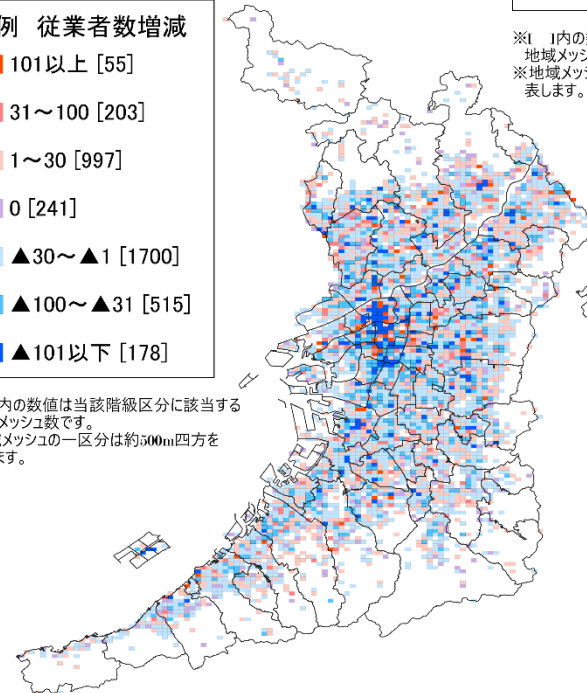 例 従業者数増減
101以上 [55]
31～100 [203]
1～30 [997]
0 [241]
▲30～▲1 [1700]
▲100～▲31 [515]
▲101以下 [178]
内の数値は当該階級区分に該当する
メッシュ数です。
メッシュの一区分は約500m四方を
ます。
※[ ]内の
地域メッシ
※地域メッシ
表します。